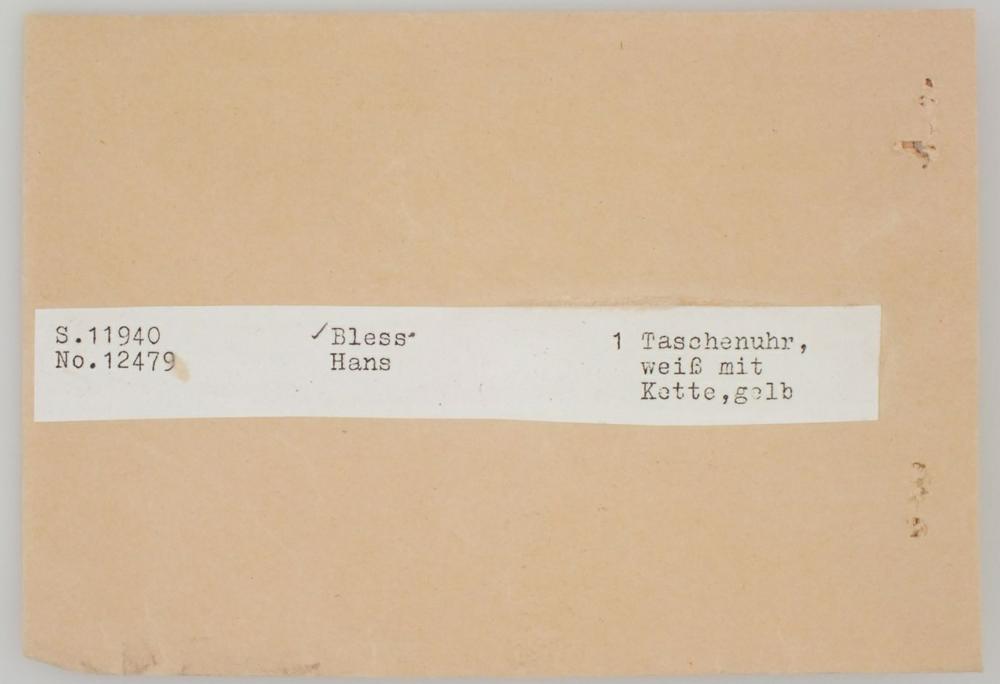 S.11940
No.12479
✓Bless
Hans
1 Taschenuhr,
weiß mit
Kette,gelb